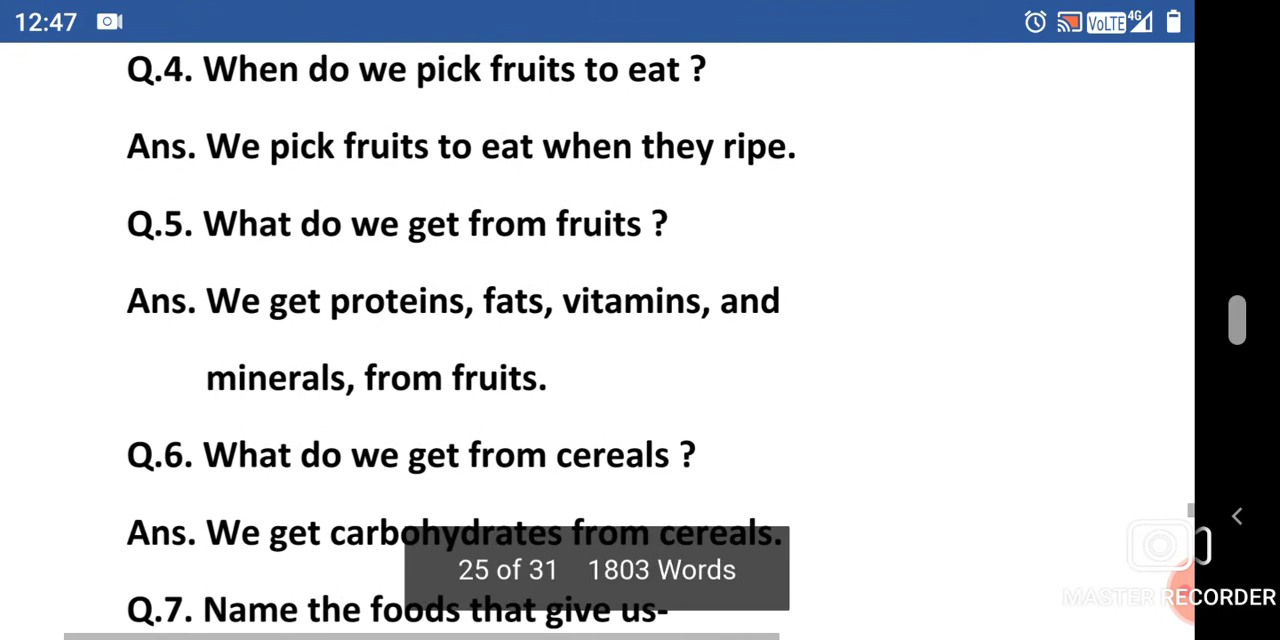 12:47 VoLTE 4G
Q.4. When do we pick fruits to eat ?
Ans. We pick fruits to eat when they ripe.
Q.5. What do we get from fruits ?
Ans. We get proteins, fats, vitamins, and
minerals, from fruits.
Q.6. What do we get from cereals ?
Ans. We get carbohydrates from cereals.
25 of 31 1803 Words
Q.7. Name the foods that give us-
MASTER RECORDER